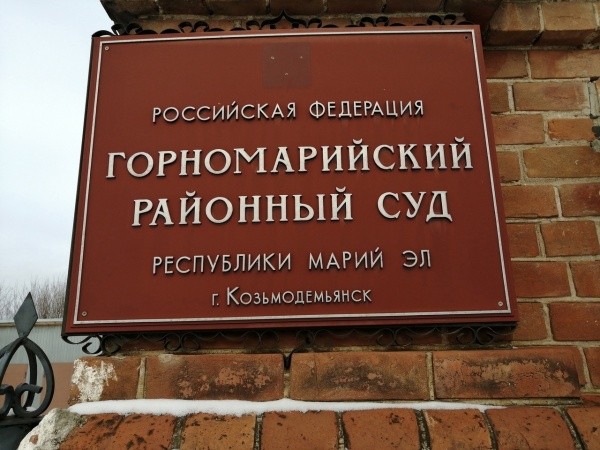 РОССИЙСКАЯ ФЕДЕРАЦИЯ
ГОРНОМАРИЙСКИЙ
РАЙОННЫЙ СУД
РЕСПУБЛИКИ МАРИЙ ЭЛ
г. Козьмодемьянск